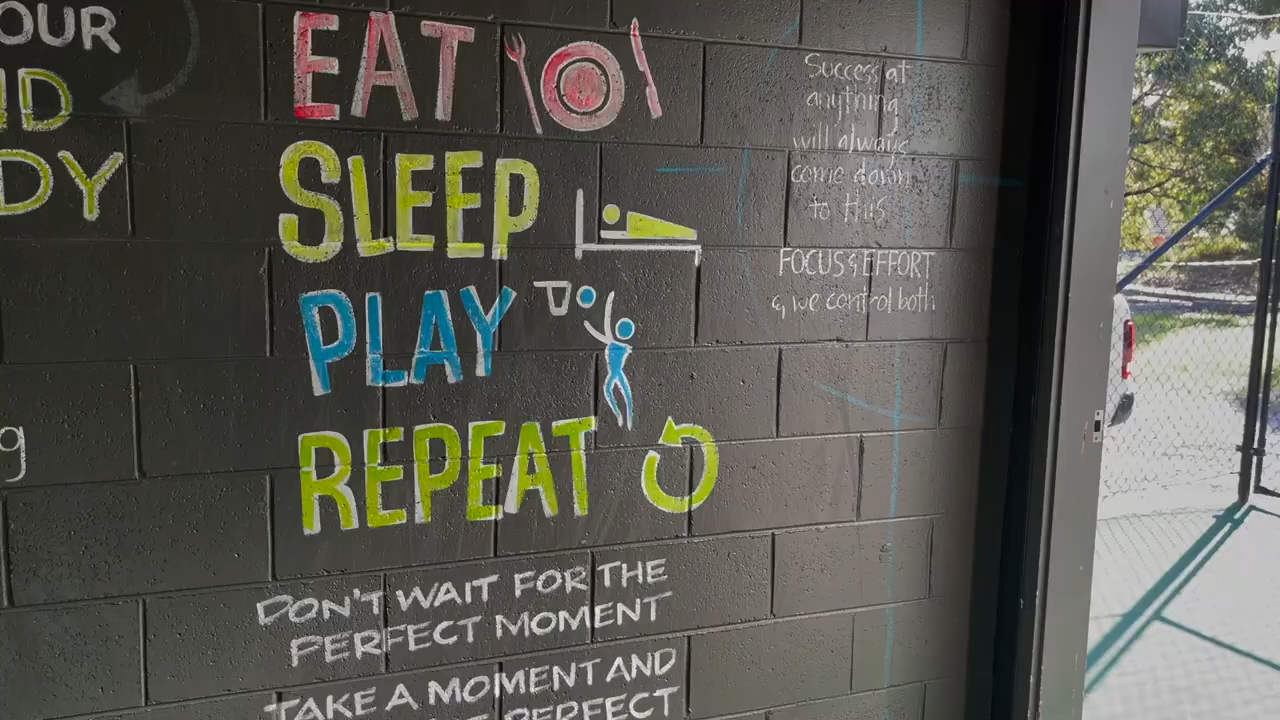 OUR
ND
DY
g
EAT
SLEEP
PLAY
REPEAT
DON'T WAIT FOR THE
PERFECT MOMENT
TAKE A MOMENT AND
PERFECT
Success at
anything
will always
come down
to this
FOCUS & EFFORT
& we control both